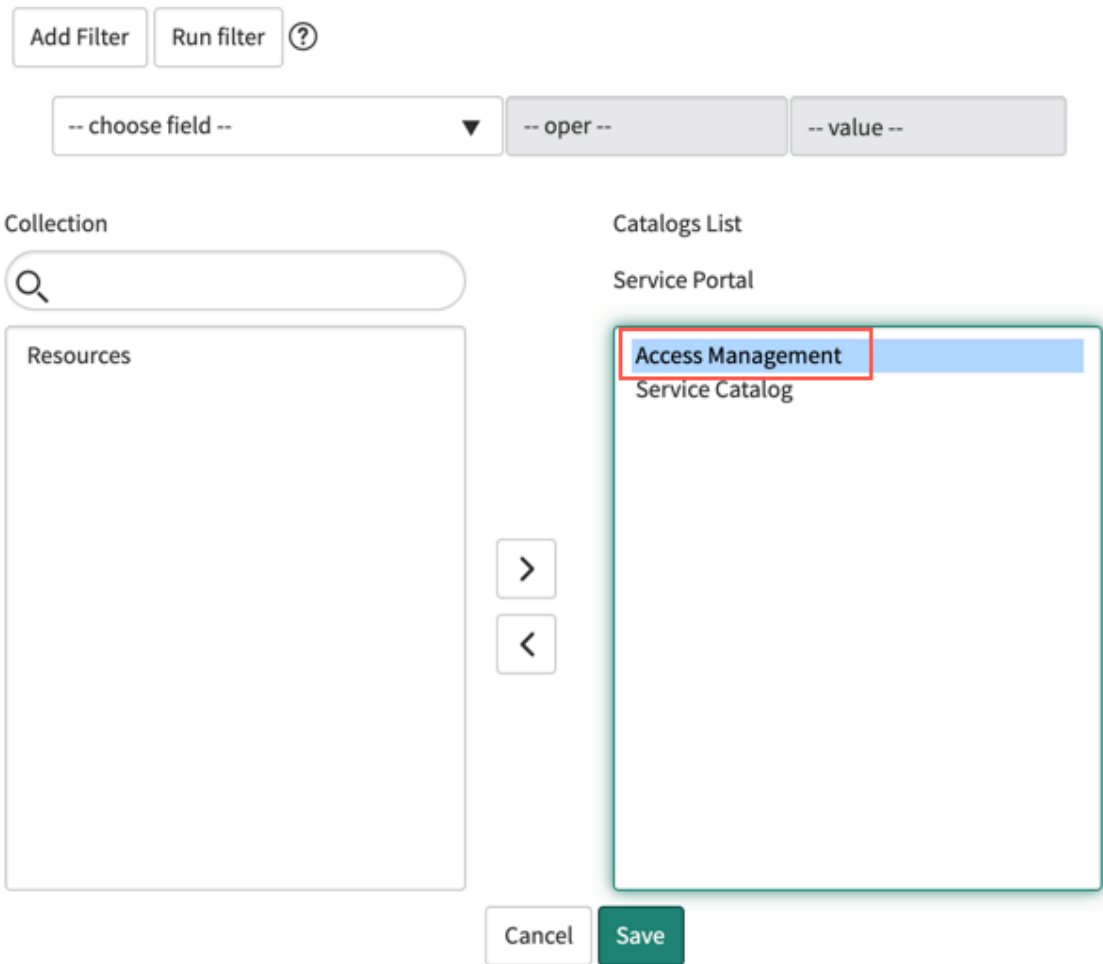 Add Filter Run filter ?
-- choose field -- -- oper -- -- value --
Collection
Catalogs List
Service Portal
Resources
Access Management
Service Catalog
Cancel Save